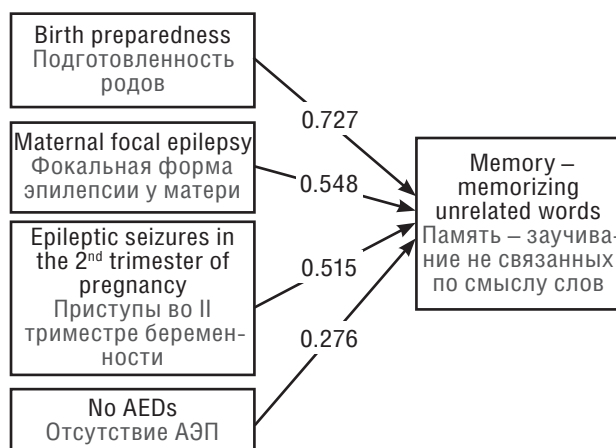 Birth preparedness
Подготовленность
родов
0.727
Maternal focal epilepsy
Фокальная форма
эпилепсии у матери
0.548
Epileptic seizures in
the 2nd trimester of
pregnancy
Приступы во II
триместре беремен-
ности
0.515
No AEDs
Отсутствие АЭП
0.276
Memory –
memorizing
unrelated words
Память – заучива-
ние не связанных
по смыслу слов